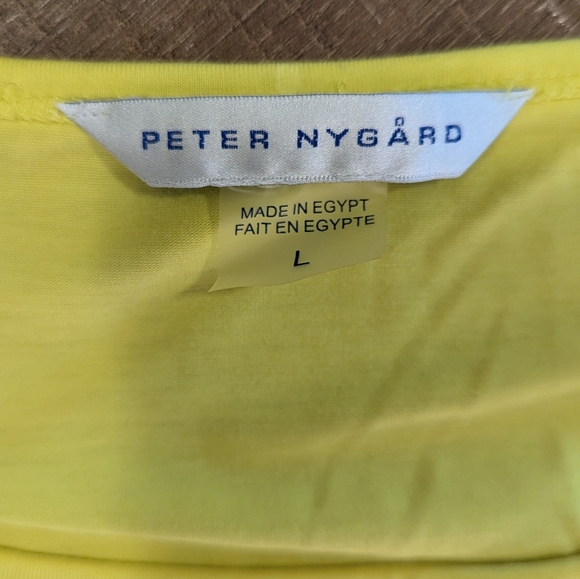 PETER NYGÅRD
MADE IN EGYPT
FAIT EN EGYPTE
L